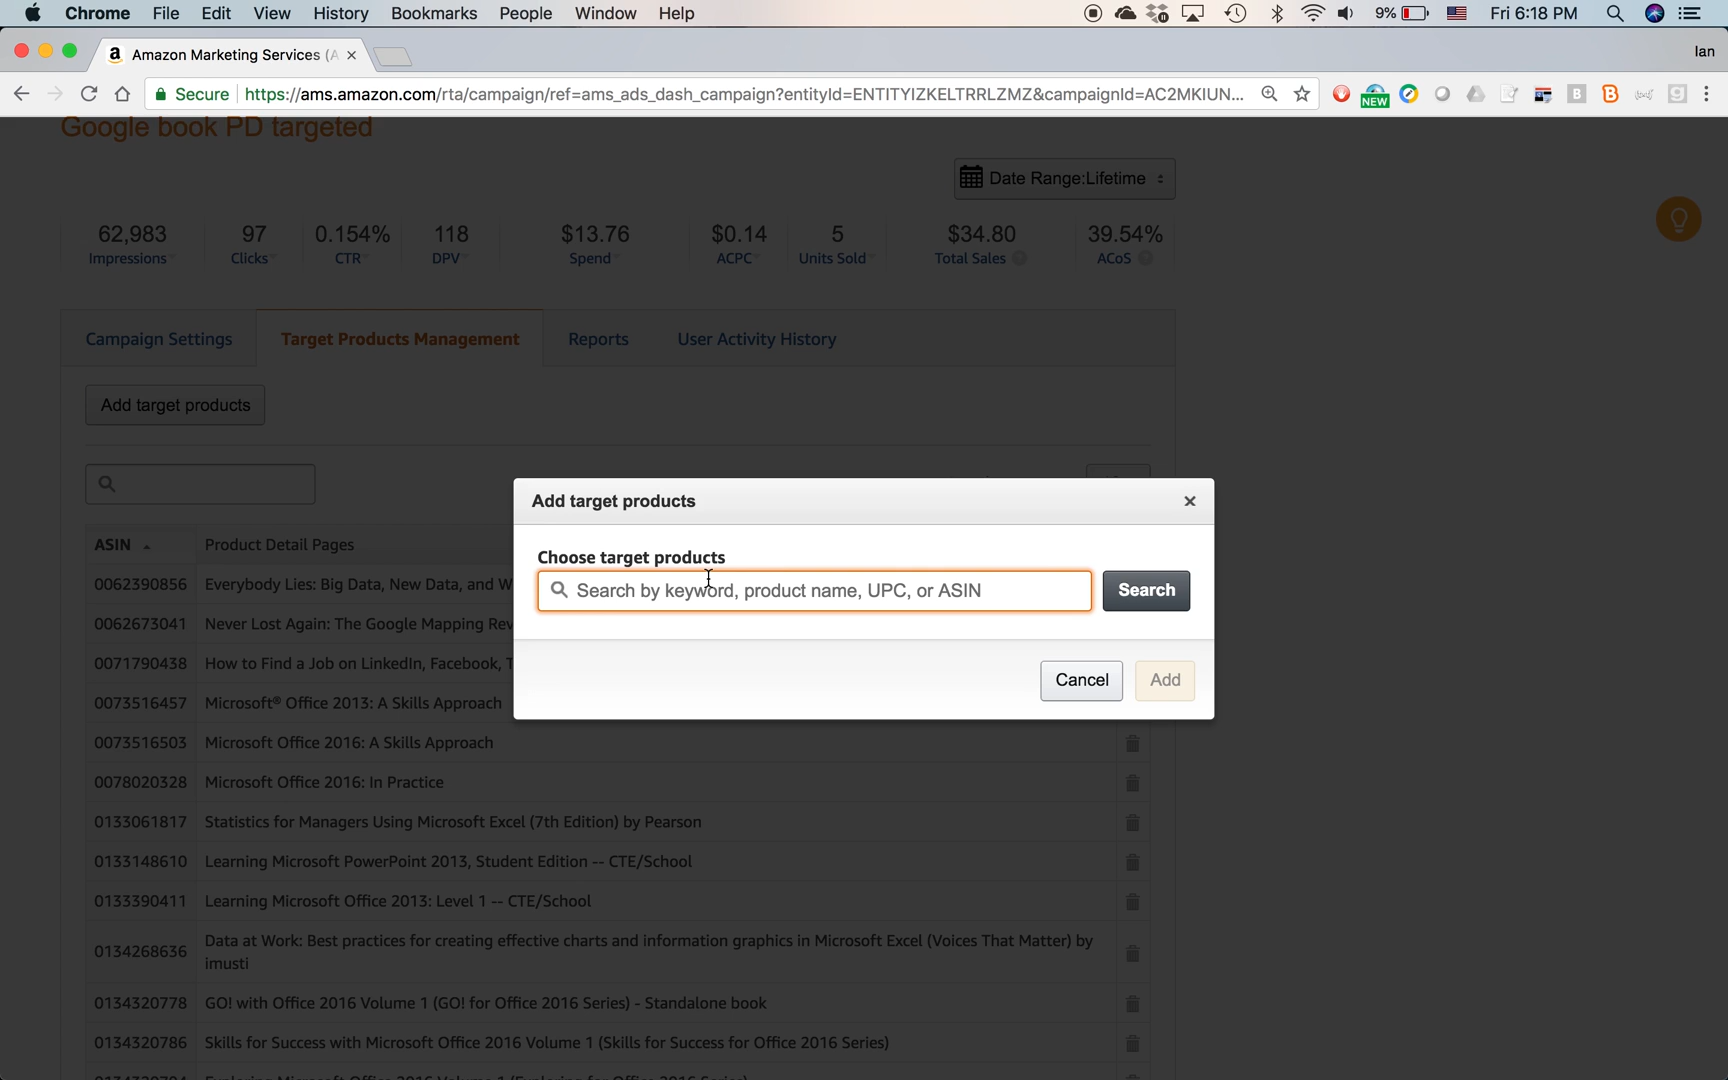 Chrome File Edit View History Bookmarks People Window Help 9% Fri 6:18 PM
Amazon Marketing Services (A Ian
Secure https://ams.amazon.com/rta/campaign/ref=ams_ads_dash_campaign?entityId=ENTITYIZKELTRRLZMZ&campaignId=AC2MKIUN... NEW
Google book PD targeted
Date Range:Lifetime
62,983 97 0.154% 118 $13.76 $0.14 5 $34.80 39.54%
Impressions Clicks CTR DPV Spend ACPC Units Sold Total Sales ACoS
Campaign Settings Target Products Management Reports User Activity History
Add target products
Add target products
Choose target products
Search by keyword, product name, UPC, or ASIN Search
Cancel Add
ASIN Product Detail Pages
0062390856 Everybody Lies: Big Data, New Data, and W
0062673041 Never Lost Again: The Google Mapping Rev
0071790438 How to Find a Job on LinkedIn, Facebook, T
0073516457 Microsoft® Office 2013: A Skills Approach
0073516503 Microsoft Office 2016: A Skills Approach
0078020328 Microsoft Office 2016: In Practice
0133061817 Statistics for Managers Using Microsoft Excel (7th Edition) by Pearson
0133148610 Learning Microsoft PowerPoint 2013, Student Edition -- CTE/School
0133390411 Learning Microsoft Office 2013: Level 1 -- CTE/School
0134268636 Data at Work: Best practices for creating effective charts and information graphics in Microsoft Excel (Voices That Matter) by
imusti
0134320778 GO! with Office 2016 Volume 1 (GO! for Office 2016 Series) - Standalone book
0134320786 Skills for Success with Microsoft Office 2016 Volume 1 (Skills for Success for Office 2016 Series)